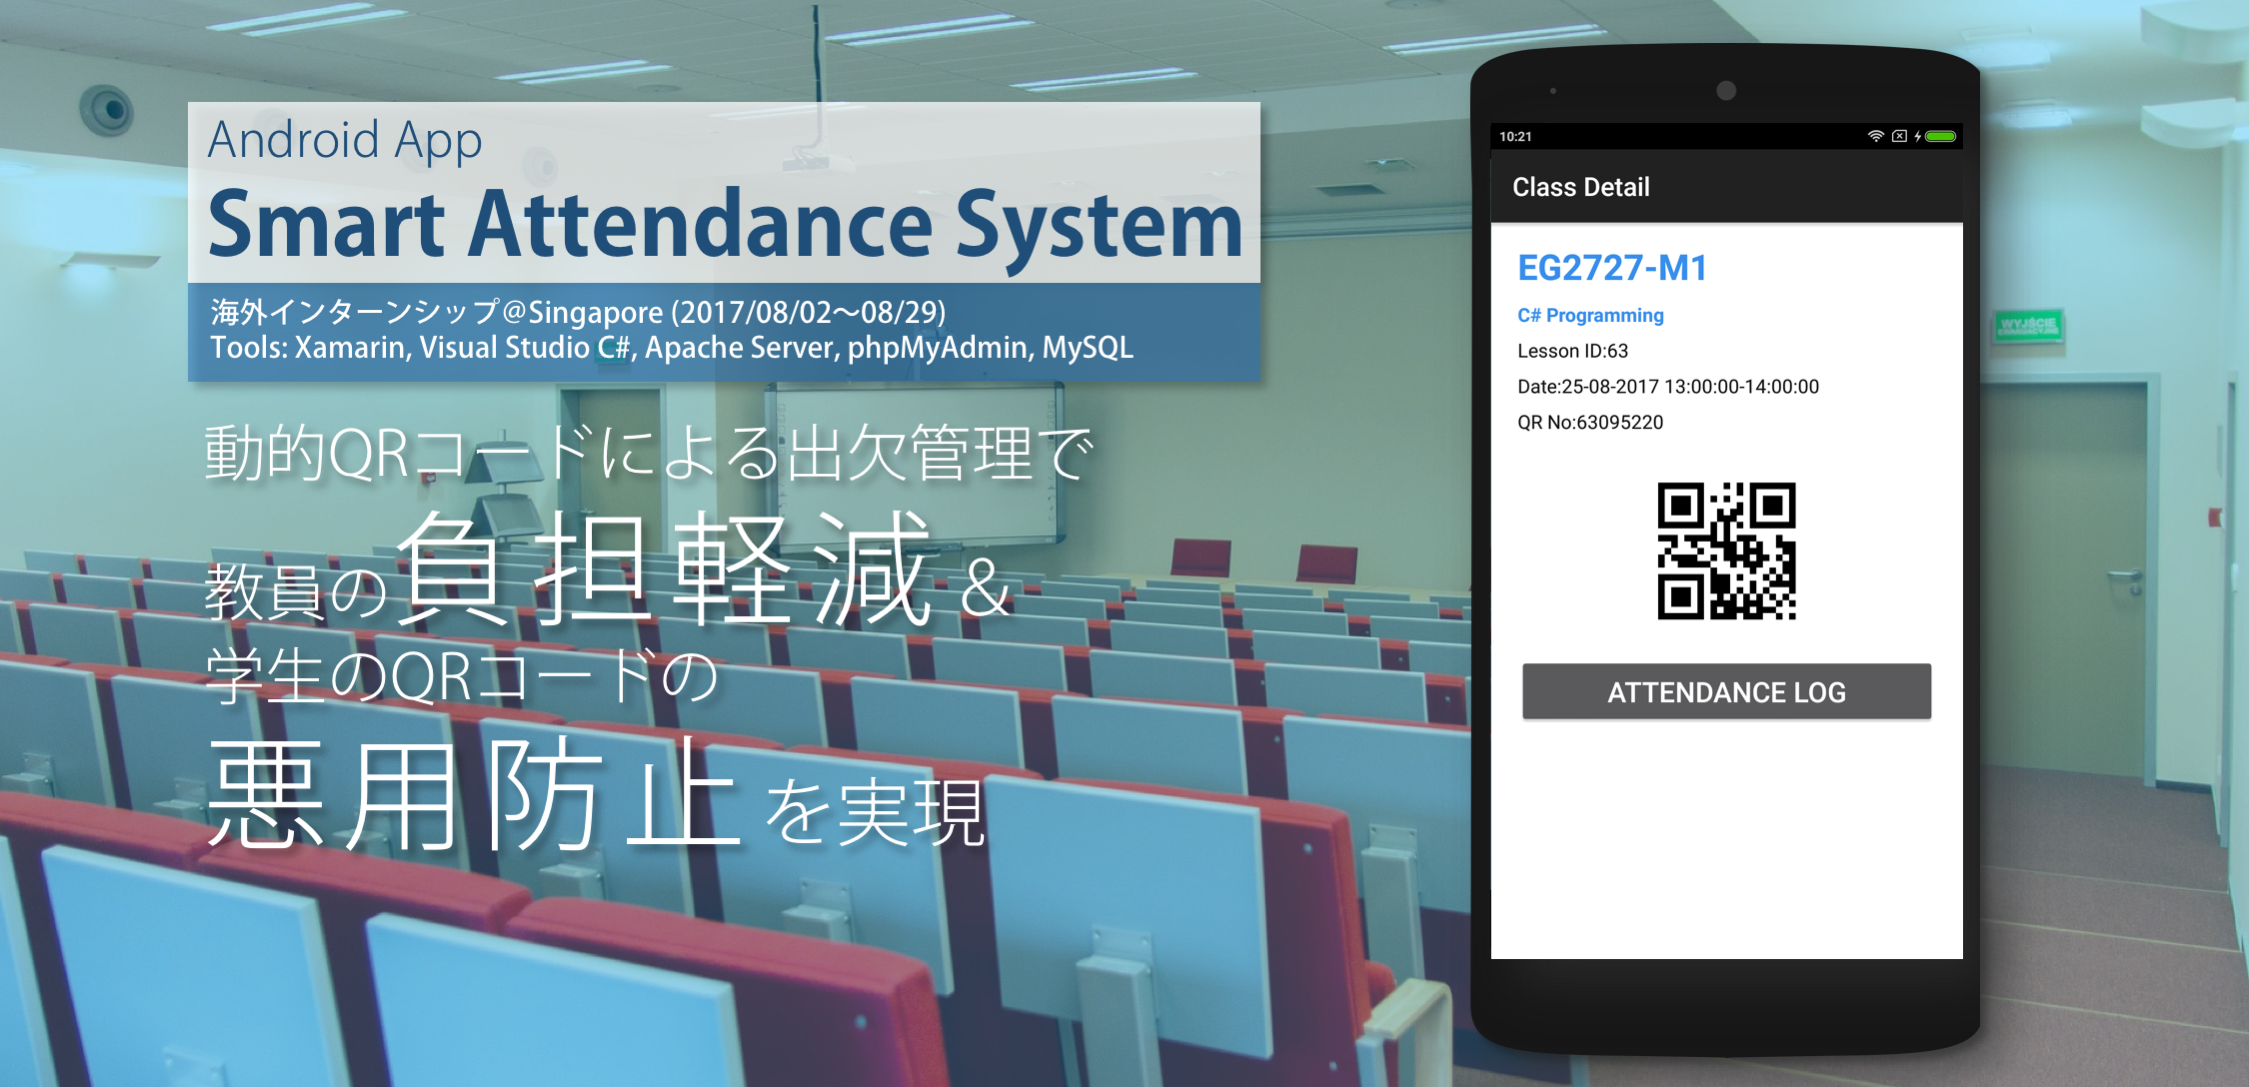 Android App
Smart Attendance System
海外インターンシップ@Singapore (2017/08/02〜08/29)
Tools: Xamarin, Visual Studio C#, Apache Server, phpMyAdmin, MySQL
動的QRコードによる出欠管理で
教員の負担軽減&
学生のQRコードの
悪用防止を実現
10:21
Class Detail
EG2727-M1
C# Programming
Lesson ID:63
Date:25-08-2017 13:00:00-14:00:00
QR No:63095220
ATTENDANCE LOG
WYJŚCIE
EWAKUACYJNE